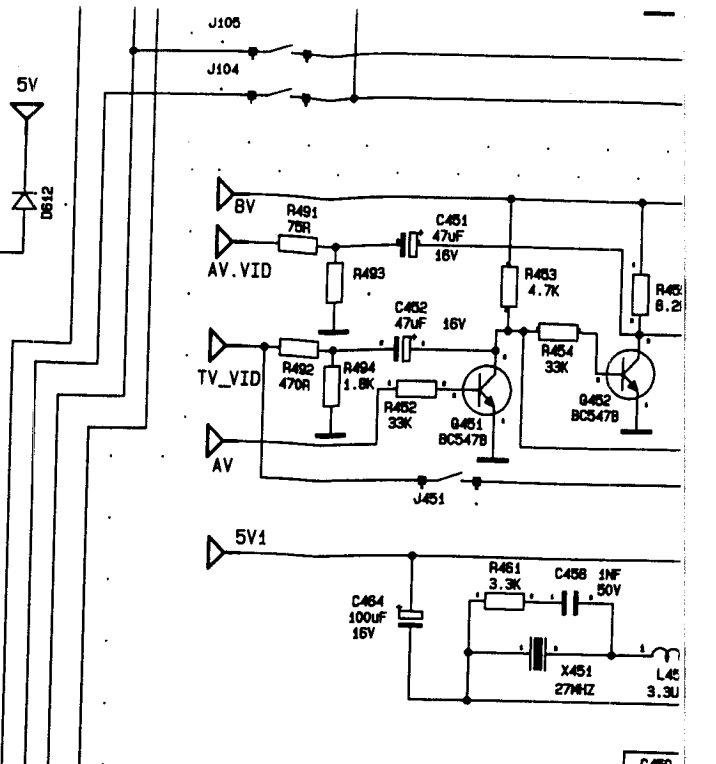 J105
J104
5V
D612
8V
R491
75R
C451
47uF
16V
AV.VID
R493
R453
4.7K
C452
47uF 16V
TV_VID
R492
470R
R494
1.8K
R454
33K
R452
33K
Q451
BC547B
Q452
BC547B
AV
J451
5V1
R461
3.3K
C456 1NF
50V
C464
100uF
16V
X451
27MHZ